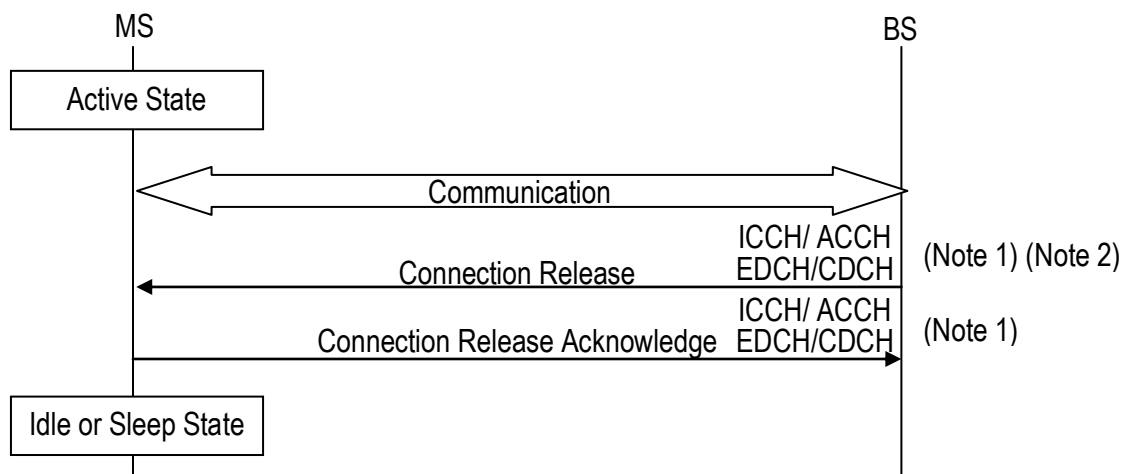 MS
BS
Active State
Communication
ICCH/ ACCH
EDCH/CDCH
(Note 1) (Note 2)
Connection Release
ICCH/ ACCH
EDCH/CDCH
(Note 1)
Connection Release Acknowledge
Idle or Sleep State